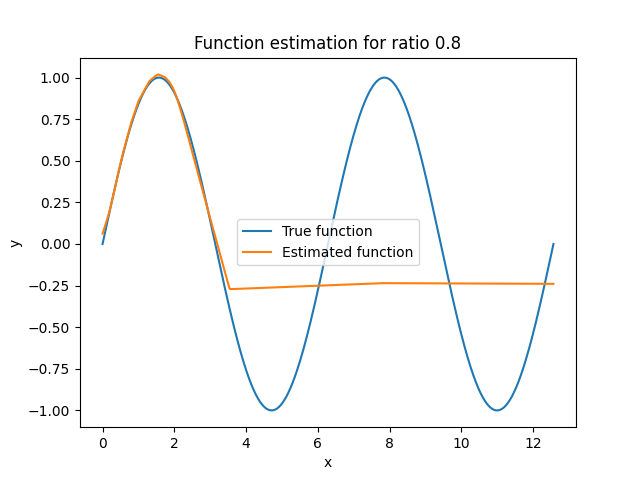 Function estimation for ratio 0.8
1.00
0.75
0.50
0.25
0.00
−0.25
−0.50
−0.75
−1.00
y
True function
Estimated function
0 2 4 6 8 10 12
x